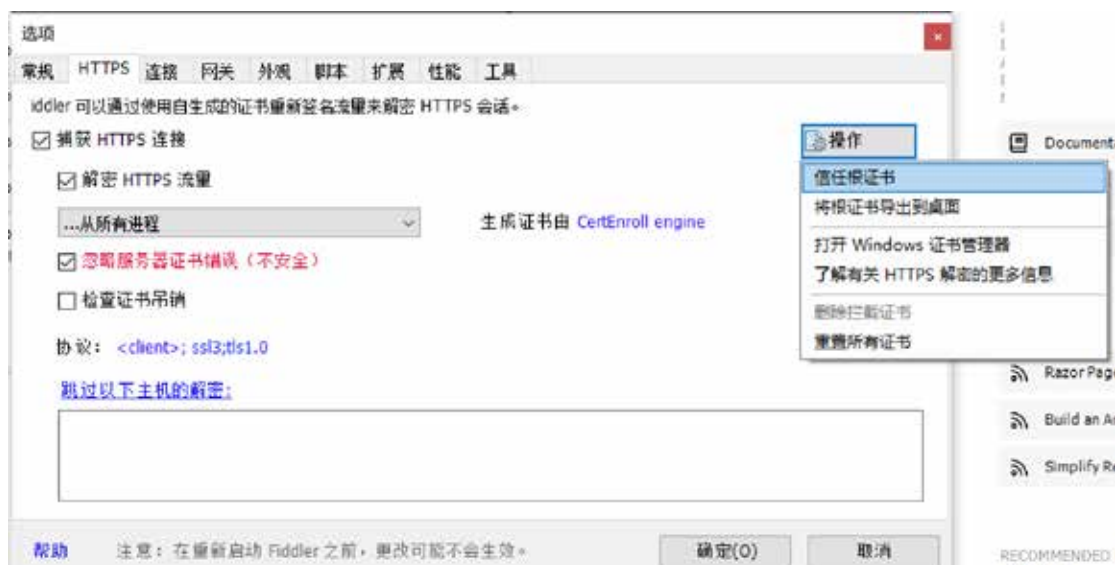 选项
常规 HTTPS 连接 网关 外观 脚本 扩展 性能 工具
iddler 可以通过使用自生成的证书重新签名流量来解密 HTTPS 会话。
捕获 HTTPS 连接
操作
解密 HTTPS 流量
...从所有进程
生成证书由 CertEnroll engine
忽略服务器证书错误（不安全）
检查证书吊销
协议： <client>; ssl3;tls1.0
跳过以下主机的解密:
信任根证书
将根证书导出到桌面
打开 Windows 证书管理器
了解有关 HTTPS 解密的更多信息
删除拦截证书
重置所有证书
帮助
注意：在重新启动 Fiddler 之前，更改可能不会生效。
确定(O)
取消
Documenta
Razor Page
Build an A
Simplify Re
RECOMMENDED